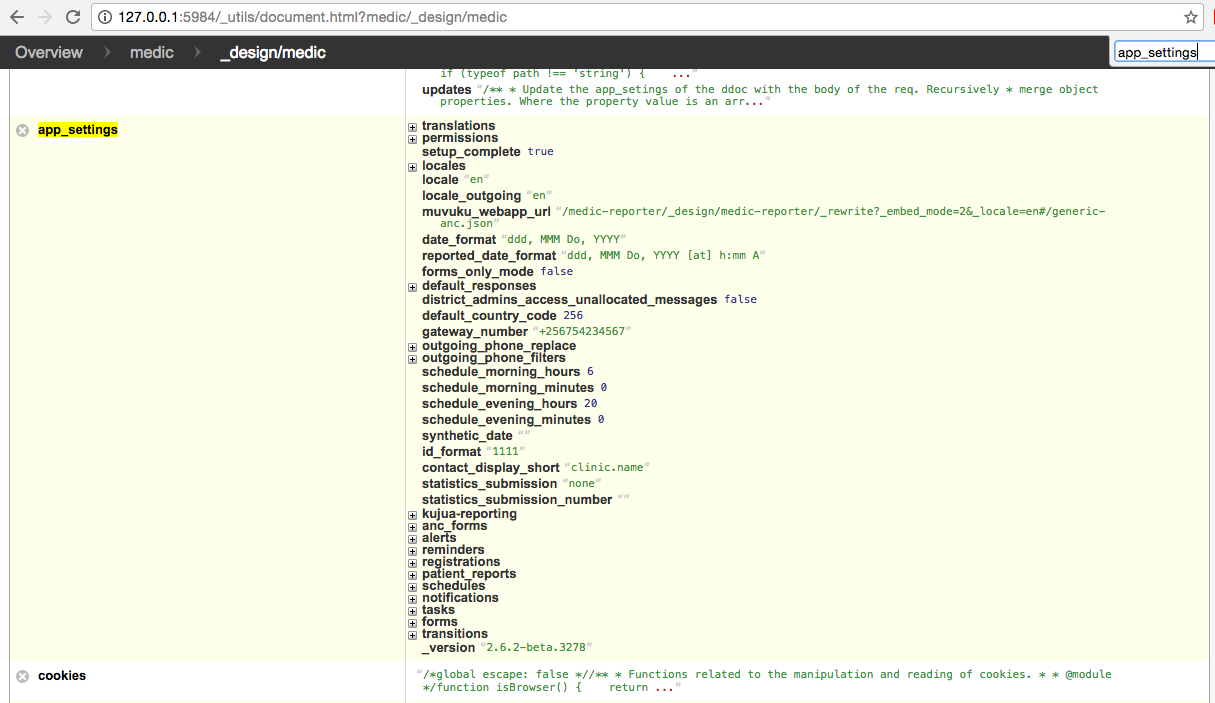 127.0.0.1:5984/_utils/document.html?medic/_design/medic
Overview medic _design/medic app_settings
if (typeof path !== 'string') { ..."
updates "/** * Update the app_setings of the ddoc with the body of the req. Recursively * merge object
properties. Where the property value is an arr..."
app_settings
translations
permissions
setup_complete true
locales
locale "en"
locale_outgoing "en"
muvuku_webapp_url "/medic-reporter/_design/medic-reporter/_rewrite?_embed_mode=2&_locale=en#/generic-
anc.json"
date_format "ddd, MMM Do, YYYY"
reported_date_format "ddd, MMM Do, YYYY [at] h:mm A"
forms_only_mode false
default_responses
district_admins_access_unallocated_messages false
default_country_code 256
gateway_number "+256754234567"
outgoing_phone_replace
outgoing_phone_filters
schedule_morning_hours 6
schedule_morning_minutes 0
schedule_evening_hours 20
schedule_evening_minutes 0
synthetic_date ""
id_format "1111"
contact_display_short "clinic.name"
statistics_submission "none"
statistics_submission_number ""
kujua-reporting
anc_forms
alerts
reminders
registrations
patient_reports
schedules
notifications
tasks
forms
transitions
_version "2.6.2-beta.3278"
cookies
"/*global escape: false *//** * Functions related to the manipulation and reading of cookies. * * @module
*/function isBrowser() { return ..."